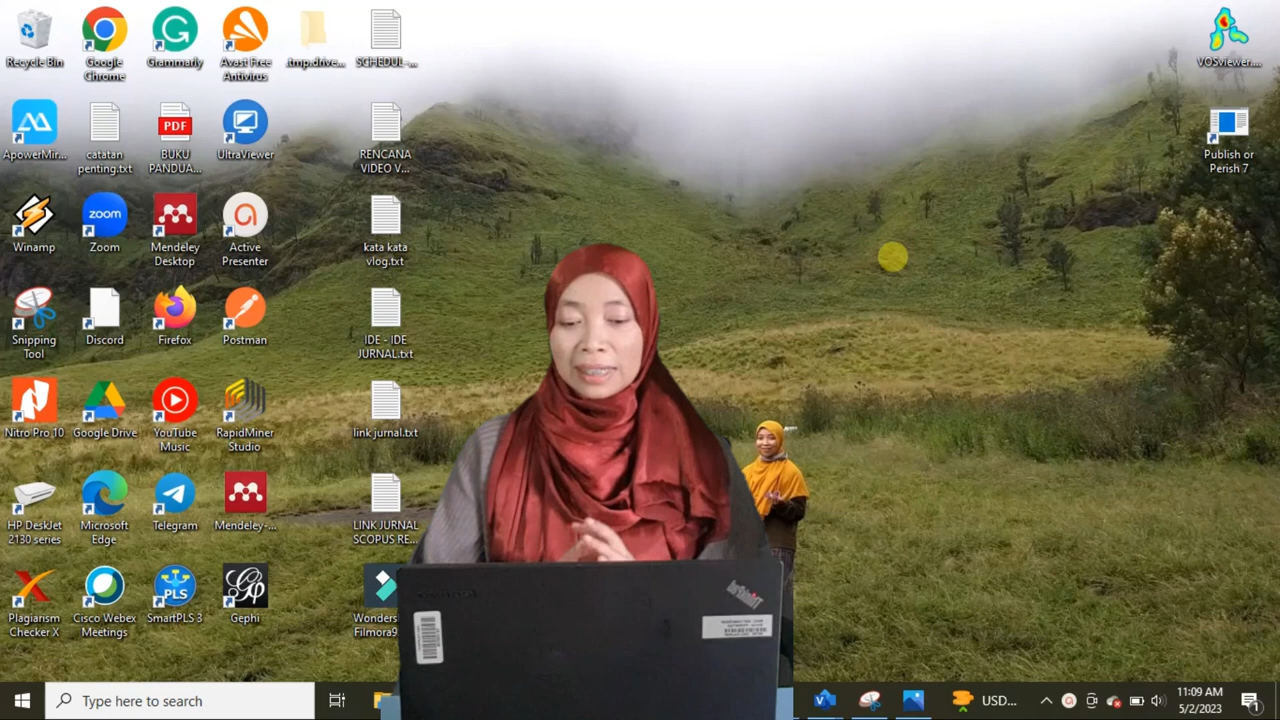 Recycle Bin
Google
Chrome
Grammarly
Avast Free
Antivirus
.tmp.drive...
SCHEDUL-...
VOSviewer....
ApowerMir...
catatan
penting.txt
PDF
BUKU
PANDUA...
UltraViewer
RENCANA
VIDEO V...
Publish or
Perish 7
Winamp
zoom
Zoom
Mendeley
Desktop
Active
Presenter
kata kata
vlog.txt
Snipping
Tool
Discord
Firefox
Postman
IDE - IDE
JURNAL.txt
Nitro Pro 10
Google Drive
YouTube
Music
RapidMiner
Studio
link jurnal.txt
HP DeskJet
2130 series
Microsoft
Edge
Telegram
Mendeley-...
LINK JURNAL
SCOPUS RE...
Plagiarism
Checker X
Cisco Webex
Meetings
PLS
SmartPLS 3
Gp
Gephi
Wonders
Filmora9
Type here to search
USD...
11:09 AM
5/2/2023
1